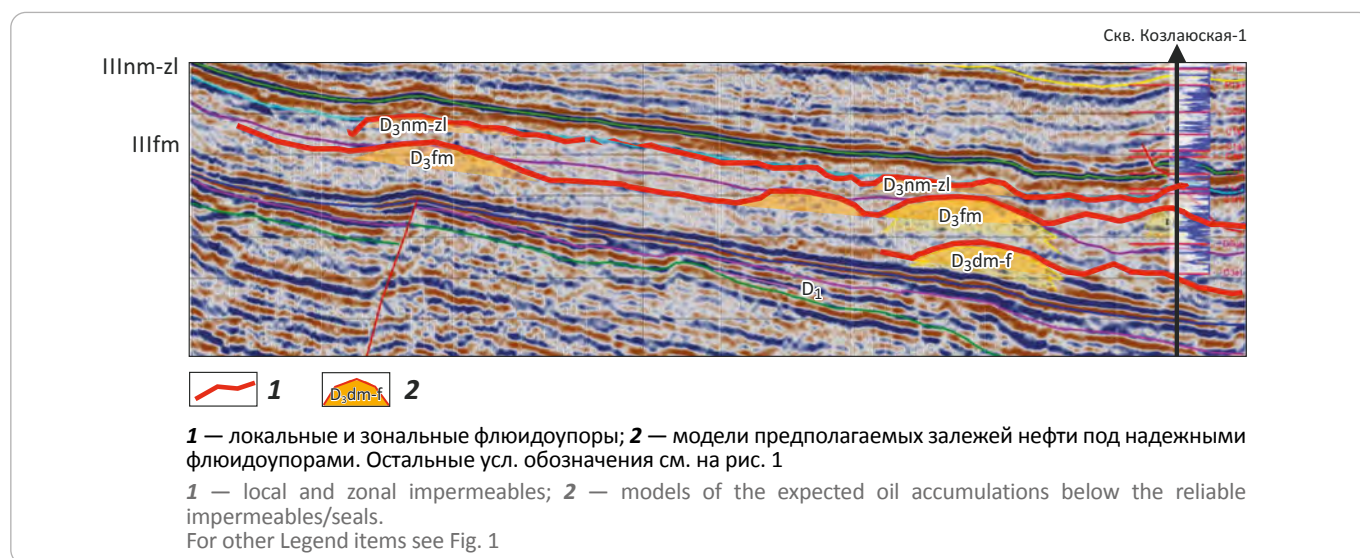 Скв. Козлаюская-1
IIInm-zl
IIIfm
D₃nm-zl
D₃fm
D₃nm-zl
D₃fm
D₃dm-f
D₁
1
D₃dm-f
2
1 — локальные и зональные флюидоупоры; 2 — модели предполагаемых залежей нефти под надежными
флюидоупорами. Остальные усл. обозначения см. на рис. 1
1 — local and zonal impermeables; 2 — models of the expected oil accumulations below the reliable
impermeables/seals.
For other Legend items see Fig. 1